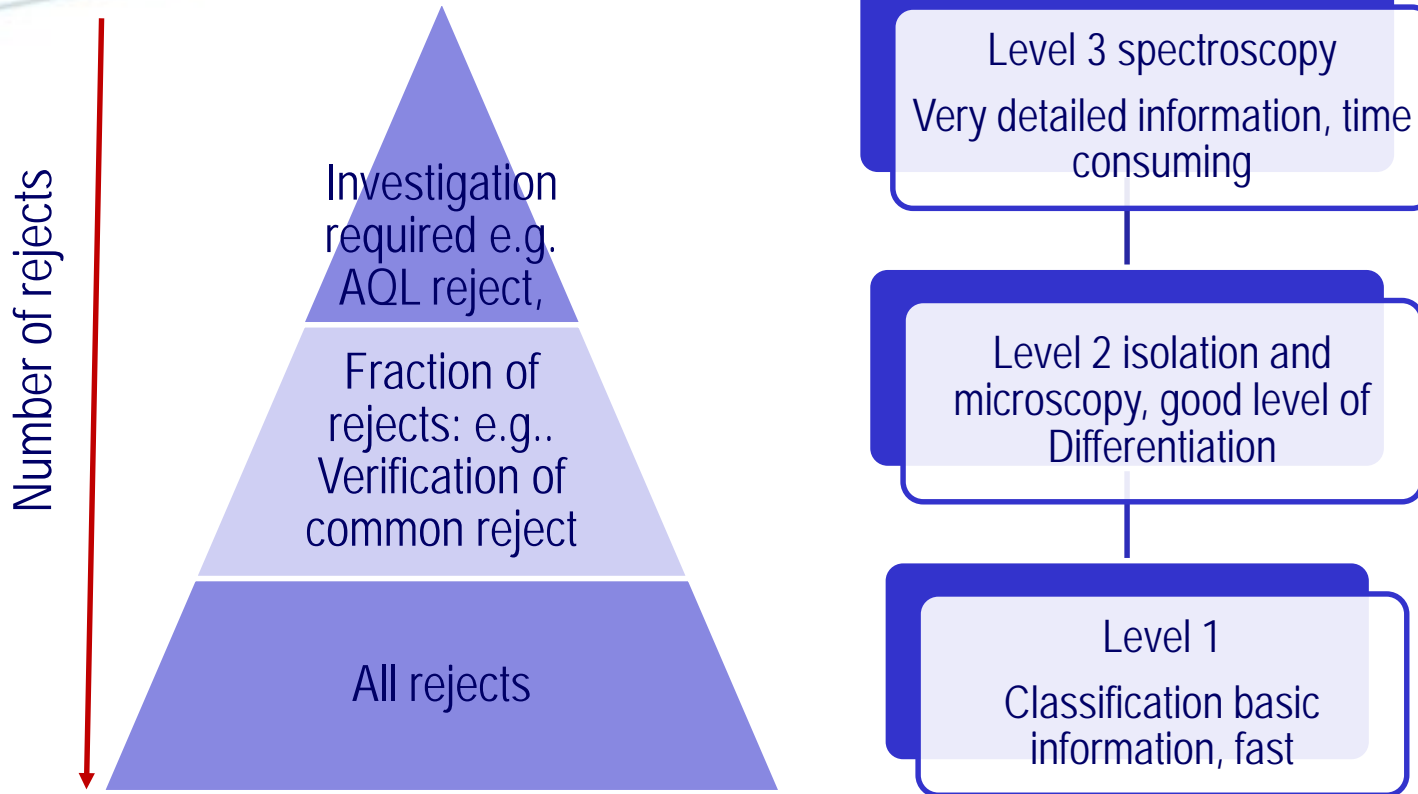 Number of rejects
Investigation
required e.g.
AQL reject,
Fraction of
rejects: e.g..
Verification of
common reject
All rejects
Level 3 spectroscopy
Very detailed information, time
consuming
Level 2 isolation and
microscopy, good level of
Differentiation
Level 1
Classification basic
information, fast